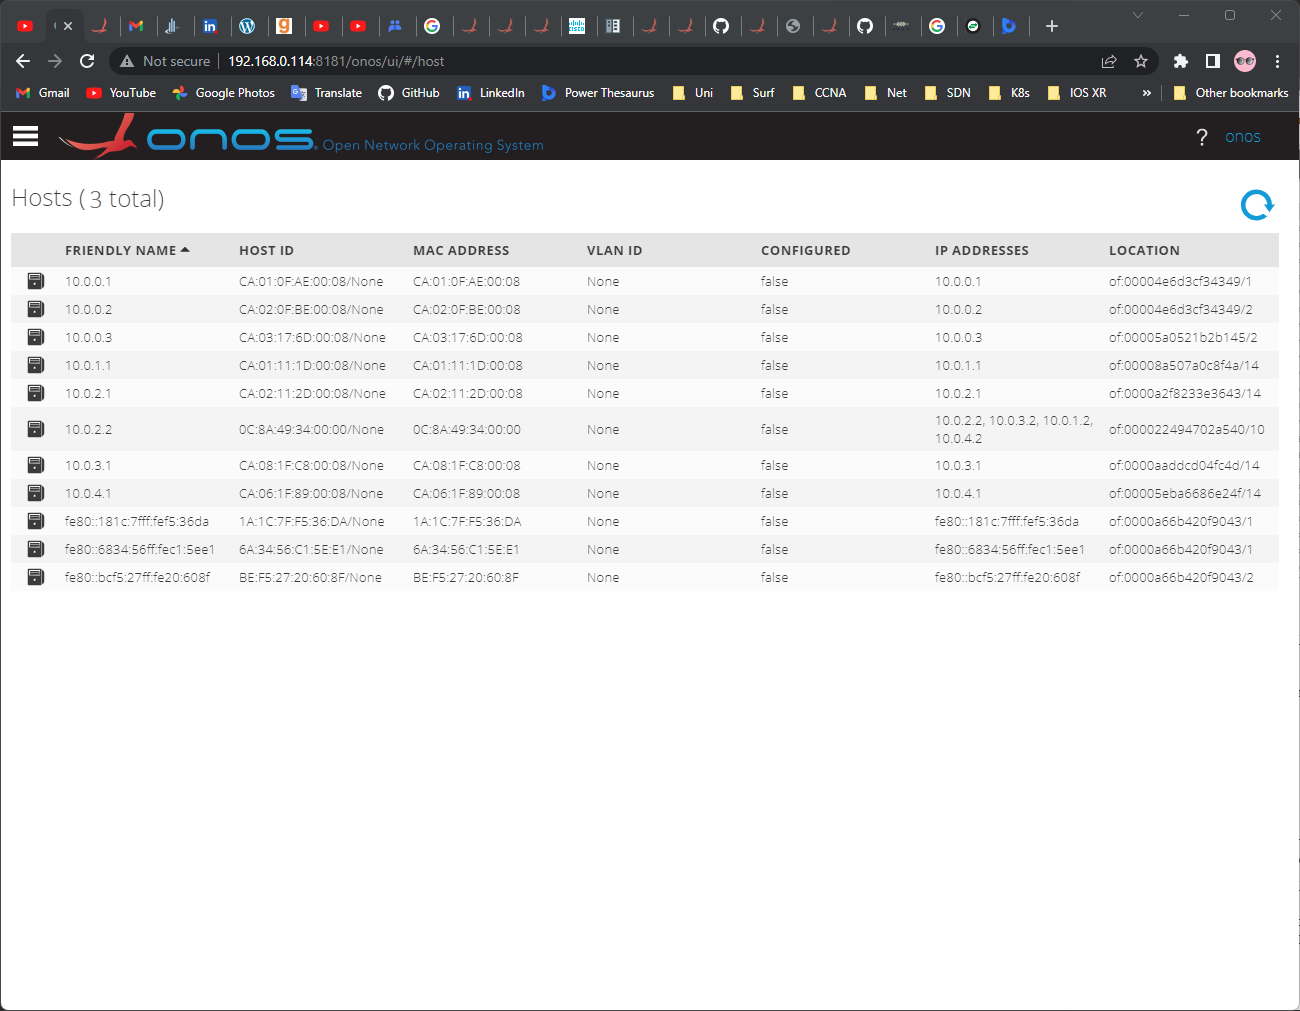 Not secure 192.168.0.114:8181/onos/ui/#/host
Gmail YouTube Google Photos Translate GitHub LinkedIn Power Thesaurus Uni Surf CCNA Net SDN K8s IOS XR » Other bookmarks
onos Open Network Operating System ? onos
Hosts (3 total)
FRIENDLY NAME HOST ID MAC ADDRESS VLAN ID CONFIGURED IP ADDRESSES LOCATION
10.0.0.1 CA:01:0F:AE:00:08/None CA:01:0F:AE:00:08 None false 10.0.0.1 of:00004e6d3cf34349/1
10.0.0.2 CA:02:0F:BE:00:08/None CA:02:0F:BE:00:08 None false 10.0.0.2 of:00004e6d3cf34349/2
10.0.0.3 CA:03:17:6D:00:08/None CA:03:17:6D:00:08 None false 10.0.0.3 of:00005a0521b2b145/2
10.0.1.1 CA:01:11:1D:00:08/None CA:01:11:1D:00:08 None false 10.0.1.1 of:00008a507a0c8f4a/14
10.0.2.1 CA:02:11:2D:00:08/None CA:02:11:2D:00:08 None false 10.0.2.1 of:0000a2f8233e3643/14
10.0.2.2 0C:8A:49:34:00:00/None 0C:8A:49:34:00:00 None false 10.0.2.2, 10.0.3.2, 10.0.1.2, 10.0.4.2 of:000022494702a540/10
10.0.3.1 CA:08:1F:C8:00:08/None CA:08:1F:C8:00:08 None false 10.0.3.1 of:0000aaddcd04fc4d/14
10.0.4.1 CA:06:1F:89:00:08/None CA:06:1F:89:00:08 None false 10.0.4.1 of:00005eba6686e24f/14
fe80::181c:7fff:fef5:36da 1A:1C:7F:F5:36:DA/None 1A:1C:7F:F5:36:DA None false fe80::181c:7fff:fef5:36da of:0000a66b420f9043/1
fe80::6834:56ff:fec1:5ee1 6A:34:56:C1:5E:E1/None 6A:34:56:C1:5E:E1 None false fe80::6834:56ff:fec1:5ee1 of:0000a66b420f9043/1
fe80::bcf5:27ff:fe20:608f BE:F5:27:20:60:8F/None BE:F5:27:20:60:8F None false fe80::bcf5:27ff:fe20:608f of:0000a66b420f9043/2